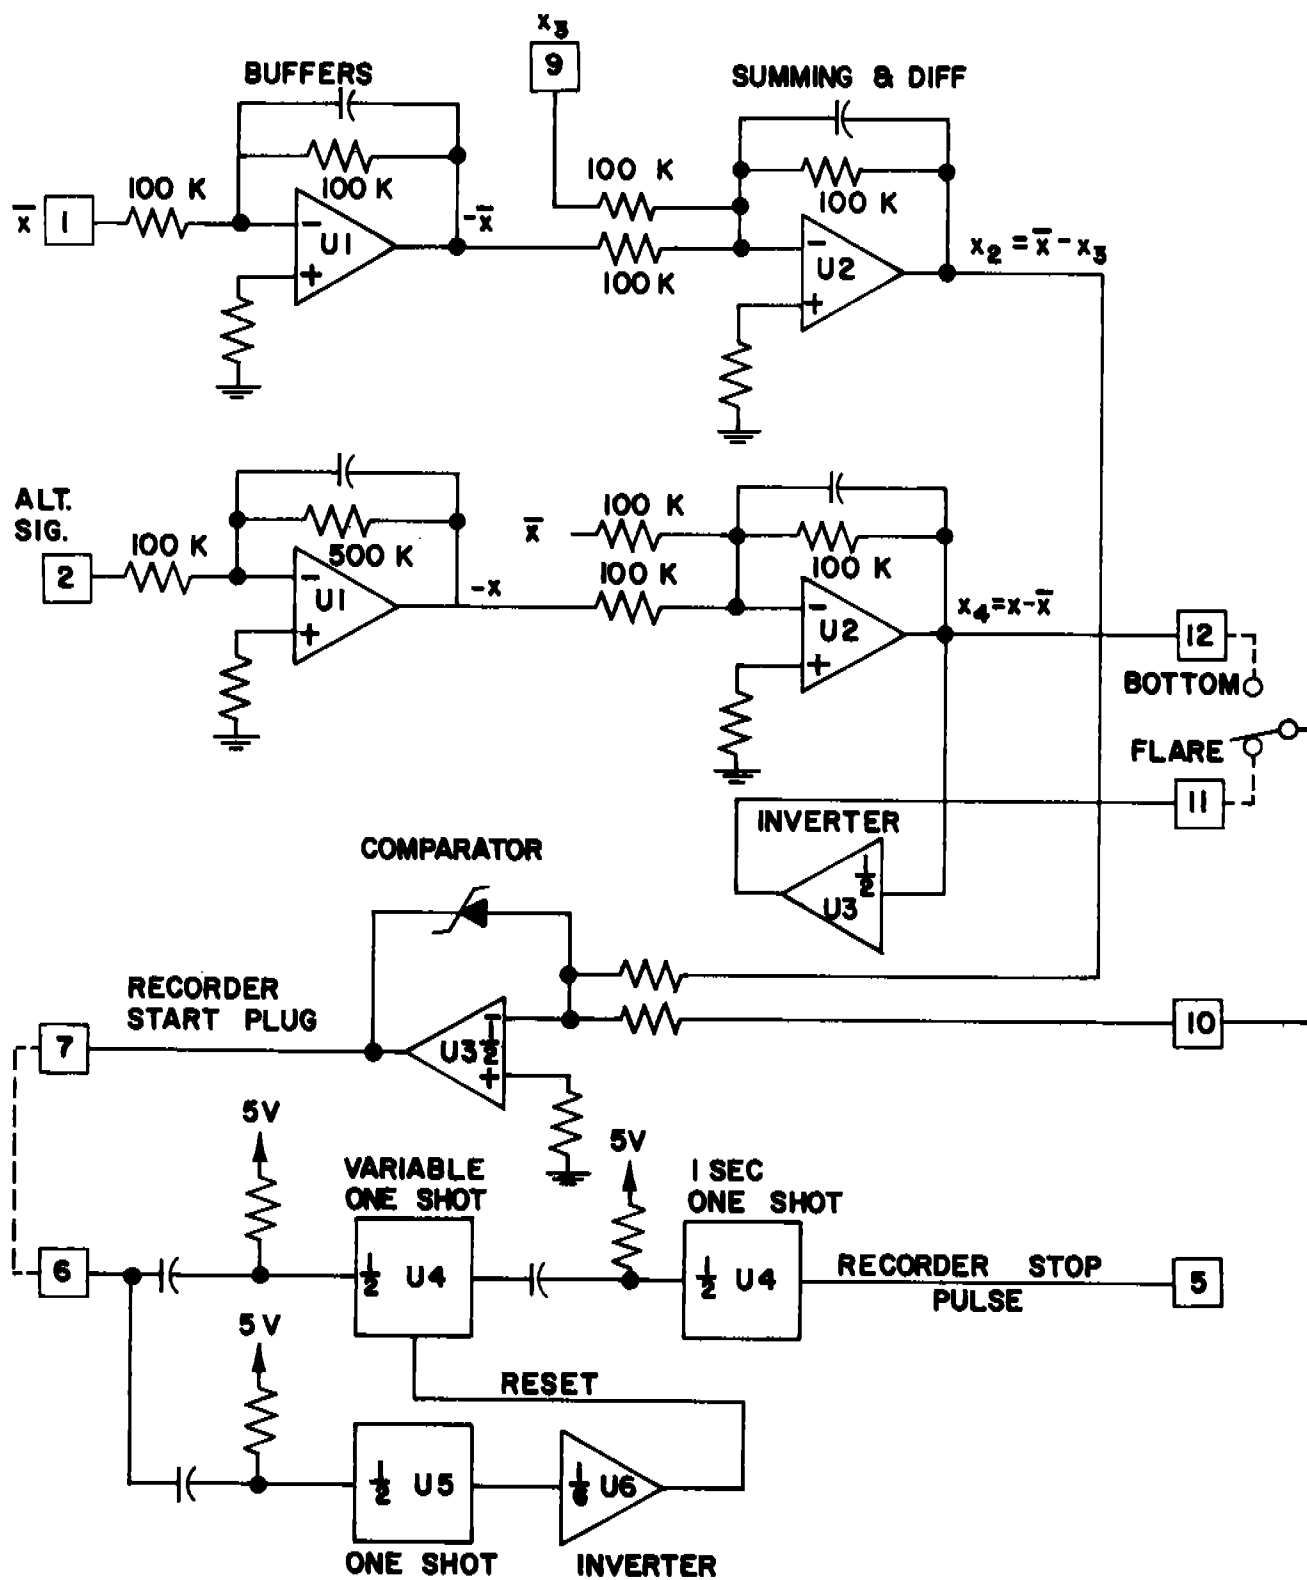 x₃
9
BUFFERS
SUMMING & DIFF
100 K
100 K
100 K
100 K
x̅ 1
-x̅
− U1 +
100 K
− U2 +
x₂ = x̅ - x₃
ALT.
SIG.
100 K
x̅
100 K
2
500 K
100 K
100 K
− U1 +
-x
− U2 +
x₄=x-x̅
12
BOTTOM
FLARE
11
INVERTER
1/2
U3
COMPARATOR
RECORDER
START PLUG
7
U3 1/2
−
+
10
5V
5V
VARIABLE
ONE SHOT
1 SEC
ONE SHOT
6
1/2 U4
1/2 U4
RECORDER STOP
PULSE
5
5V
RESET
1/2 U5
1/6 U6
ONE SHOT
INVERTER